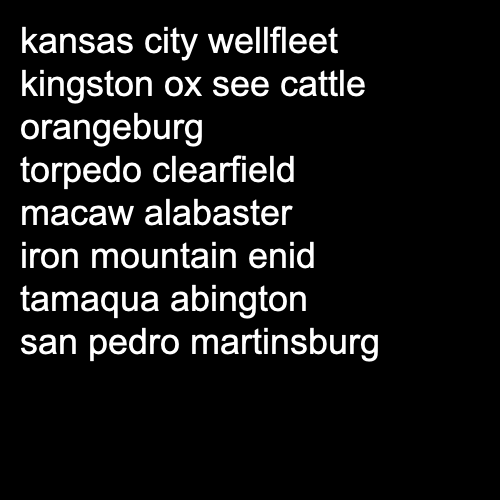 kansas city wellfleet
kingston ox see cattle
orangeburg
torpedo clearfield
macaw alabaster
iron mountain enid
tamaqua abington
san pedro martinsburg